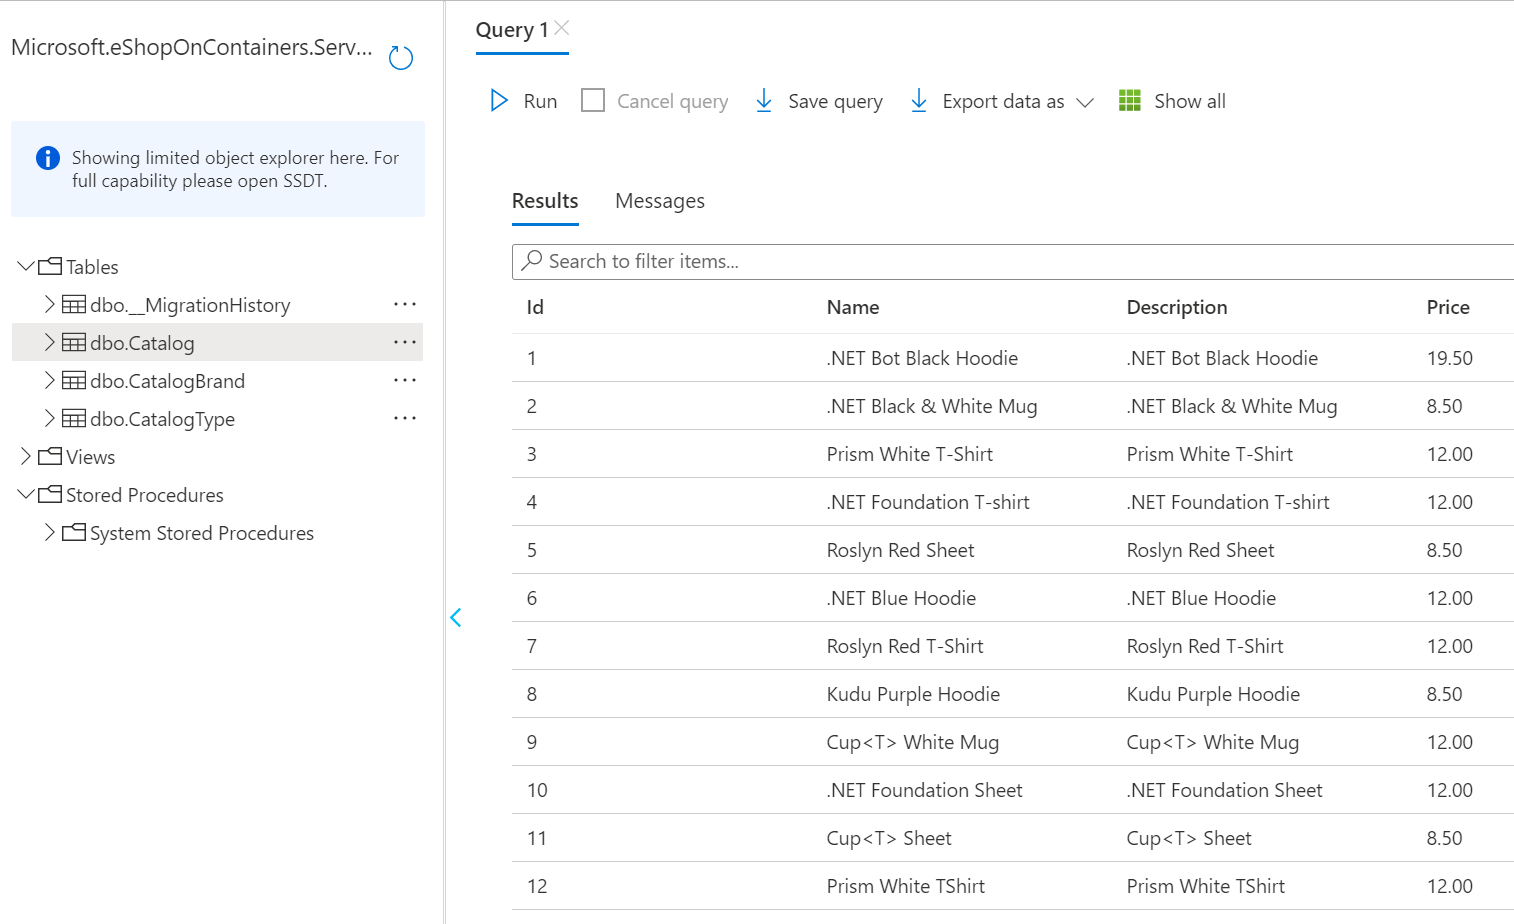 Microsoft.eShopOnContainers.Serv...
Showing limited object explorer here. For
full capability please open SSDT.
Tables
dbo.__MigrationHistory ...
dbo.Catalog ...
dbo.CatalogBrand ...
dbo.CatalogType ...
Views
Stored Procedures
System Stored Procedures
Query 1
Run Cancel query Save query Export data as Show all
Results Messages
Search to filter items...
Id Name Description Price
1 .NET Bot Black Hoodie .NET Bot Black Hoodie 19.50
2 .NET Black & White Mug .NET Black & White Mug 8.50
3 Prism White T-Shirt Prism White T-Shirt 12.00
4 .NET Foundation T-shirt .NET Foundation T-shirt 12.00
5 Roslyn Red Sheet Roslyn Red Sheet 8.50
6 .NET Blue Hoodie .NET Blue Hoodie 12.00
7 Roslyn Red T-Shirt Roslyn Red T-Shirt 12.00
8 Kudu Purple Hoodie Kudu Purple Hoodie 8.50
9 Cup<T> White Mug Cup<T> White Mug 12.00
10 .NET Foundation Sheet .NET Foundation Sheet 12.00
11 Cup<T> Sheet Cup<T> Sheet 8.50
12 Prism White TShirt Prism White TShirt 12.00